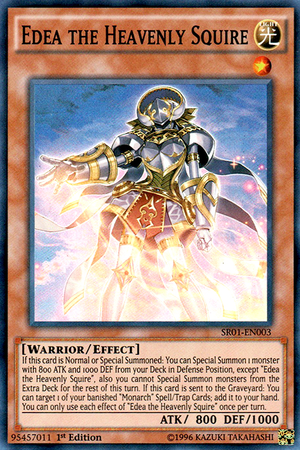 EDEA THE HEAVENLY SQUIRE
LIGHT
光
SR01-EN003
[WARRIOR/EFFECT]
If this card is Normal or Special Summoned: You can Special Summon 1 monster
with 800 ATK and 1000 DEF from your Deck in Defense Position, except "Edea
the Heavenly Squire", also you cannot Special Summon monsters from the
Extra Deck for the rest of this turn. If this card is sent to the Graveyard: You
can target 1 of your banished "Monarch" Spell/Trap Cards; add it to your hand.
You can only use each effect of "Edea the Heavenly Squire" once per turn.
ATK/ 800 DEF/1000
95457011 1st Edition ©1996 KAZUKI TAKAHASHI